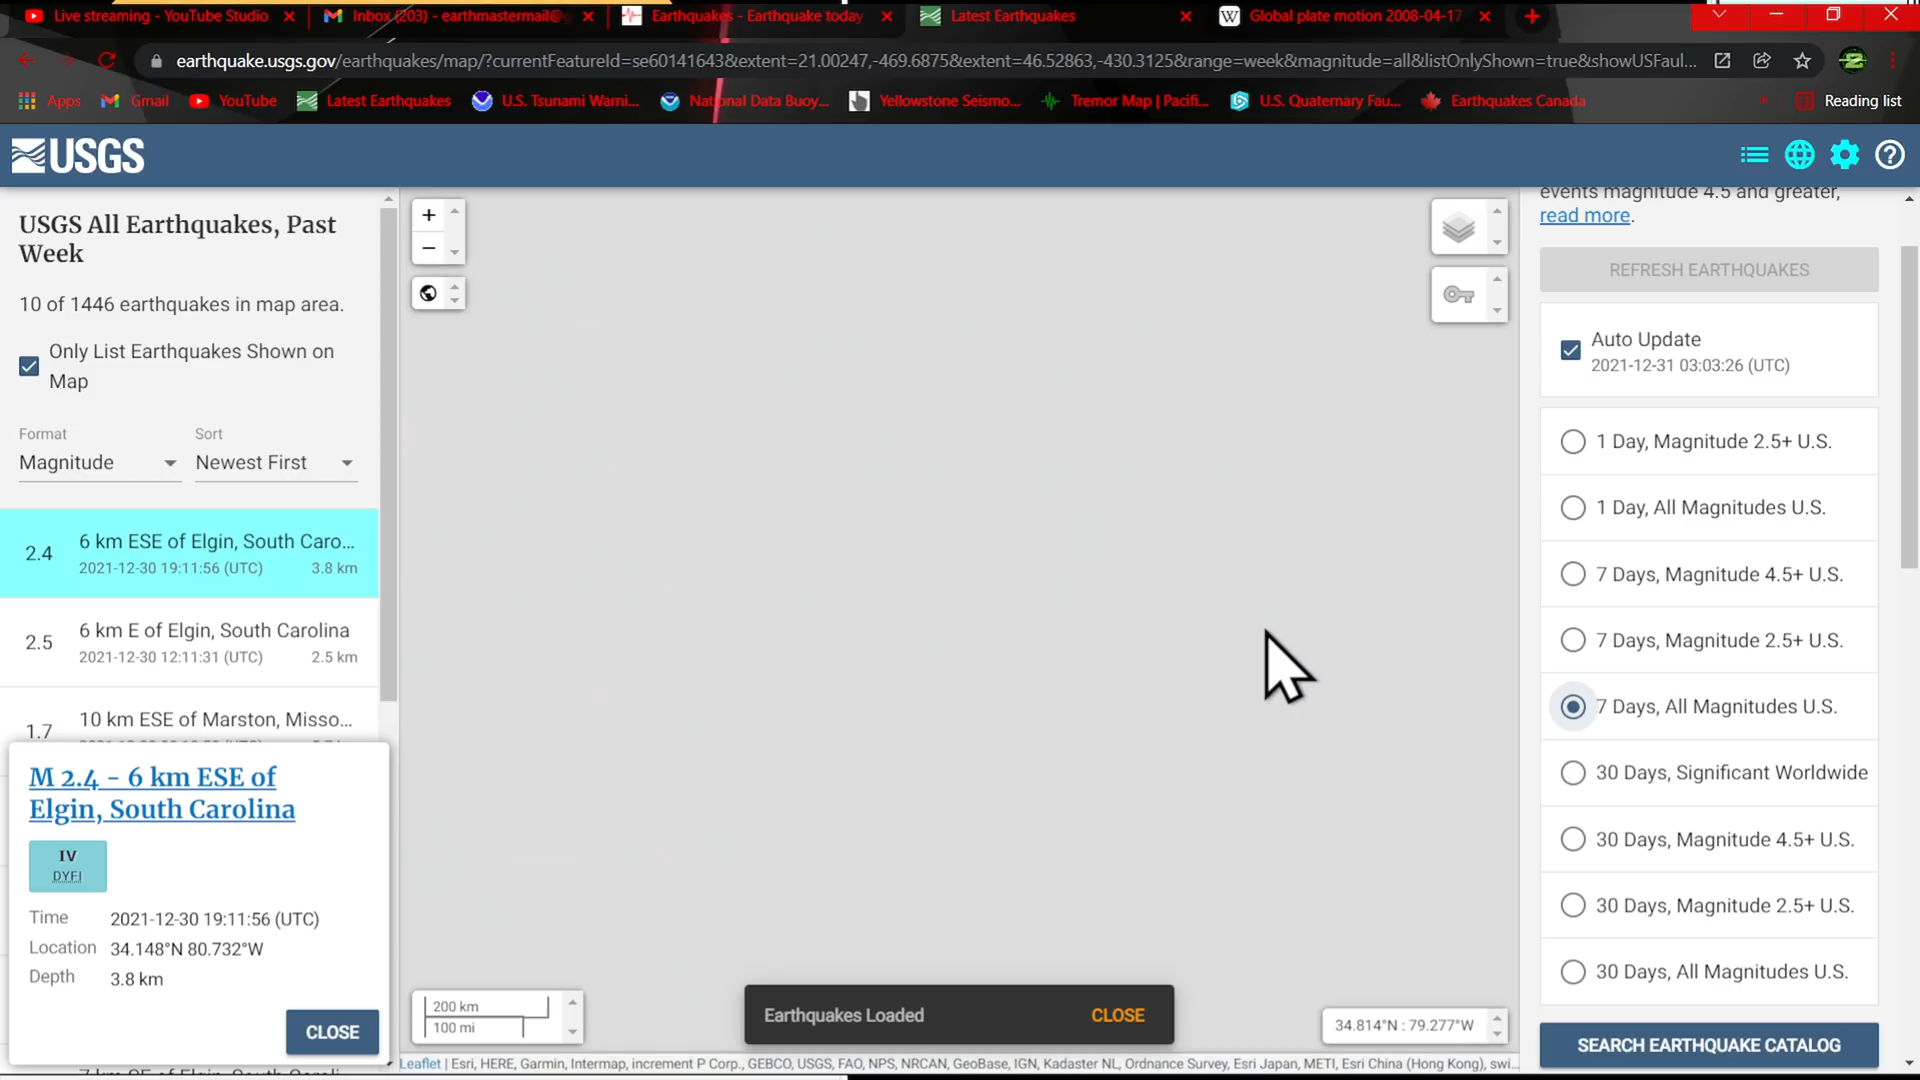 Live streaming - YouTube Studio
Inbox (203) - earthmastermail@g
Earthquakes - Earthquake today
Latest Earthquakes
Global plate motion 2008-04-17
earthquake.usgs.gov/earthquakes/map/?currentFeatureId=se60141643&extent=21.00247,-469.6875&extent=46.52863,-430.3125&range=week&magnitude=all&listOnlyShown=true&showUSFaul...
Apps
Gmail
YouTube
Latest Earthquakes
U.S. Tsunami Warni...
National Data Buoy...
Yellowstone Seismo...
Tremor Map | Pacifi...
U.S. Quaternary Fau...
Earthquakes Canada
Reading list
USGS
USGS All Earthquakes, Past
Week
10 of 1446 earthquakes in map area.
Only List Earthquakes Shown on
Map
Format
Sort
Magnitude
Newest First
2.4
6 km ESE of Elgin, South Caro...
2021-12-30 19:11:56 (UTC)
3.8 km
2.5
6 km E of Elgin, South Carolina
2021-12-30 12:11:31 (UTC)
2.5 km
1.7
10 km ESE of Marston, Misso...
M 2.4 - 6 km ESE of
Elgin, South Carolina
IV
DYFI
Time
2021-12-30 19:11:56 (UTC)
Location
34.148°N 80.732°W
Depth
3.8 km
CLOSE
200 km
100 mi
Earthquakes Loaded
CLOSE
34.814°N : 79.277°W
Leaflet | Esri, HERE, Garmin, Intermap, increment P Corp., GEBCO, USGS, FAO, NPS, NRCAN, GeoBase, IGN, Kadaster NL, Ordnance Survey, Esri Japan, METI, Esri China (Hong Kong), swi...
events magnitude 4.5 and greater,
read more.
REFRESH EARTHQUAKES
Auto Update
2021-12-31 03:03:26 (UTC)
1 Day, Magnitude 2.5+ U.S.
1 Day, All Magnitudes U.S.
7 Days, Magnitude 4.5+ U.S.
7 Days, Magnitude 2.5+ U.S.
7 Days, All Magnitudes U.S.
30 Days, Significant Worldwide
30 Days, Magnitude 4.5+ U.S.
30 Days, Magnitude 2.5+ U.S.
30 Days, All Magnitudes U.S.
SEARCH EARTHQUAKE CATALOG